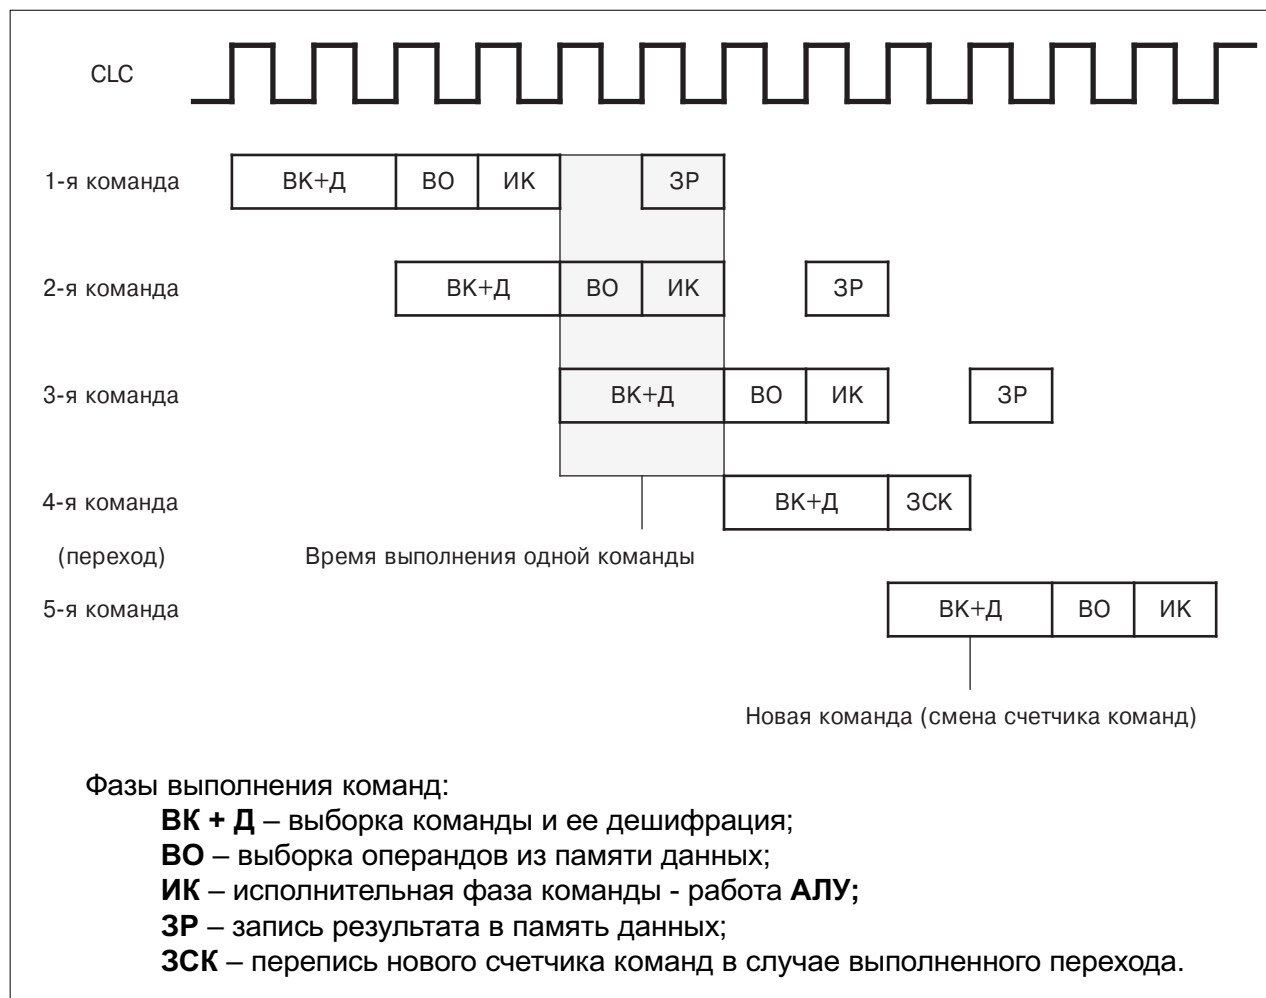 CLC
1-я команда ВК+Д ВО ИК ЗР
2-я команда ВК+Д ВО ИК ЗР
3-я команда ВК+Д ВО ИК ЗР
4-я команда ВК+Д ЗСК
(переход) Время выполнения одной команды
5-я команда ВК+Д ВО ИК
Новая команда (смена счетчика команд)
Фазы выполнения команд:
ВК + Д – выборка команды и ее дешифрация;
ВО – выборка операндов из памяти данных;
ИК – исполнительная фаза команды - работа АЛУ;
ЗР – запись результата в память данных;
ЗСК – перепись нового счетчика команд в случае выполненного перехода.